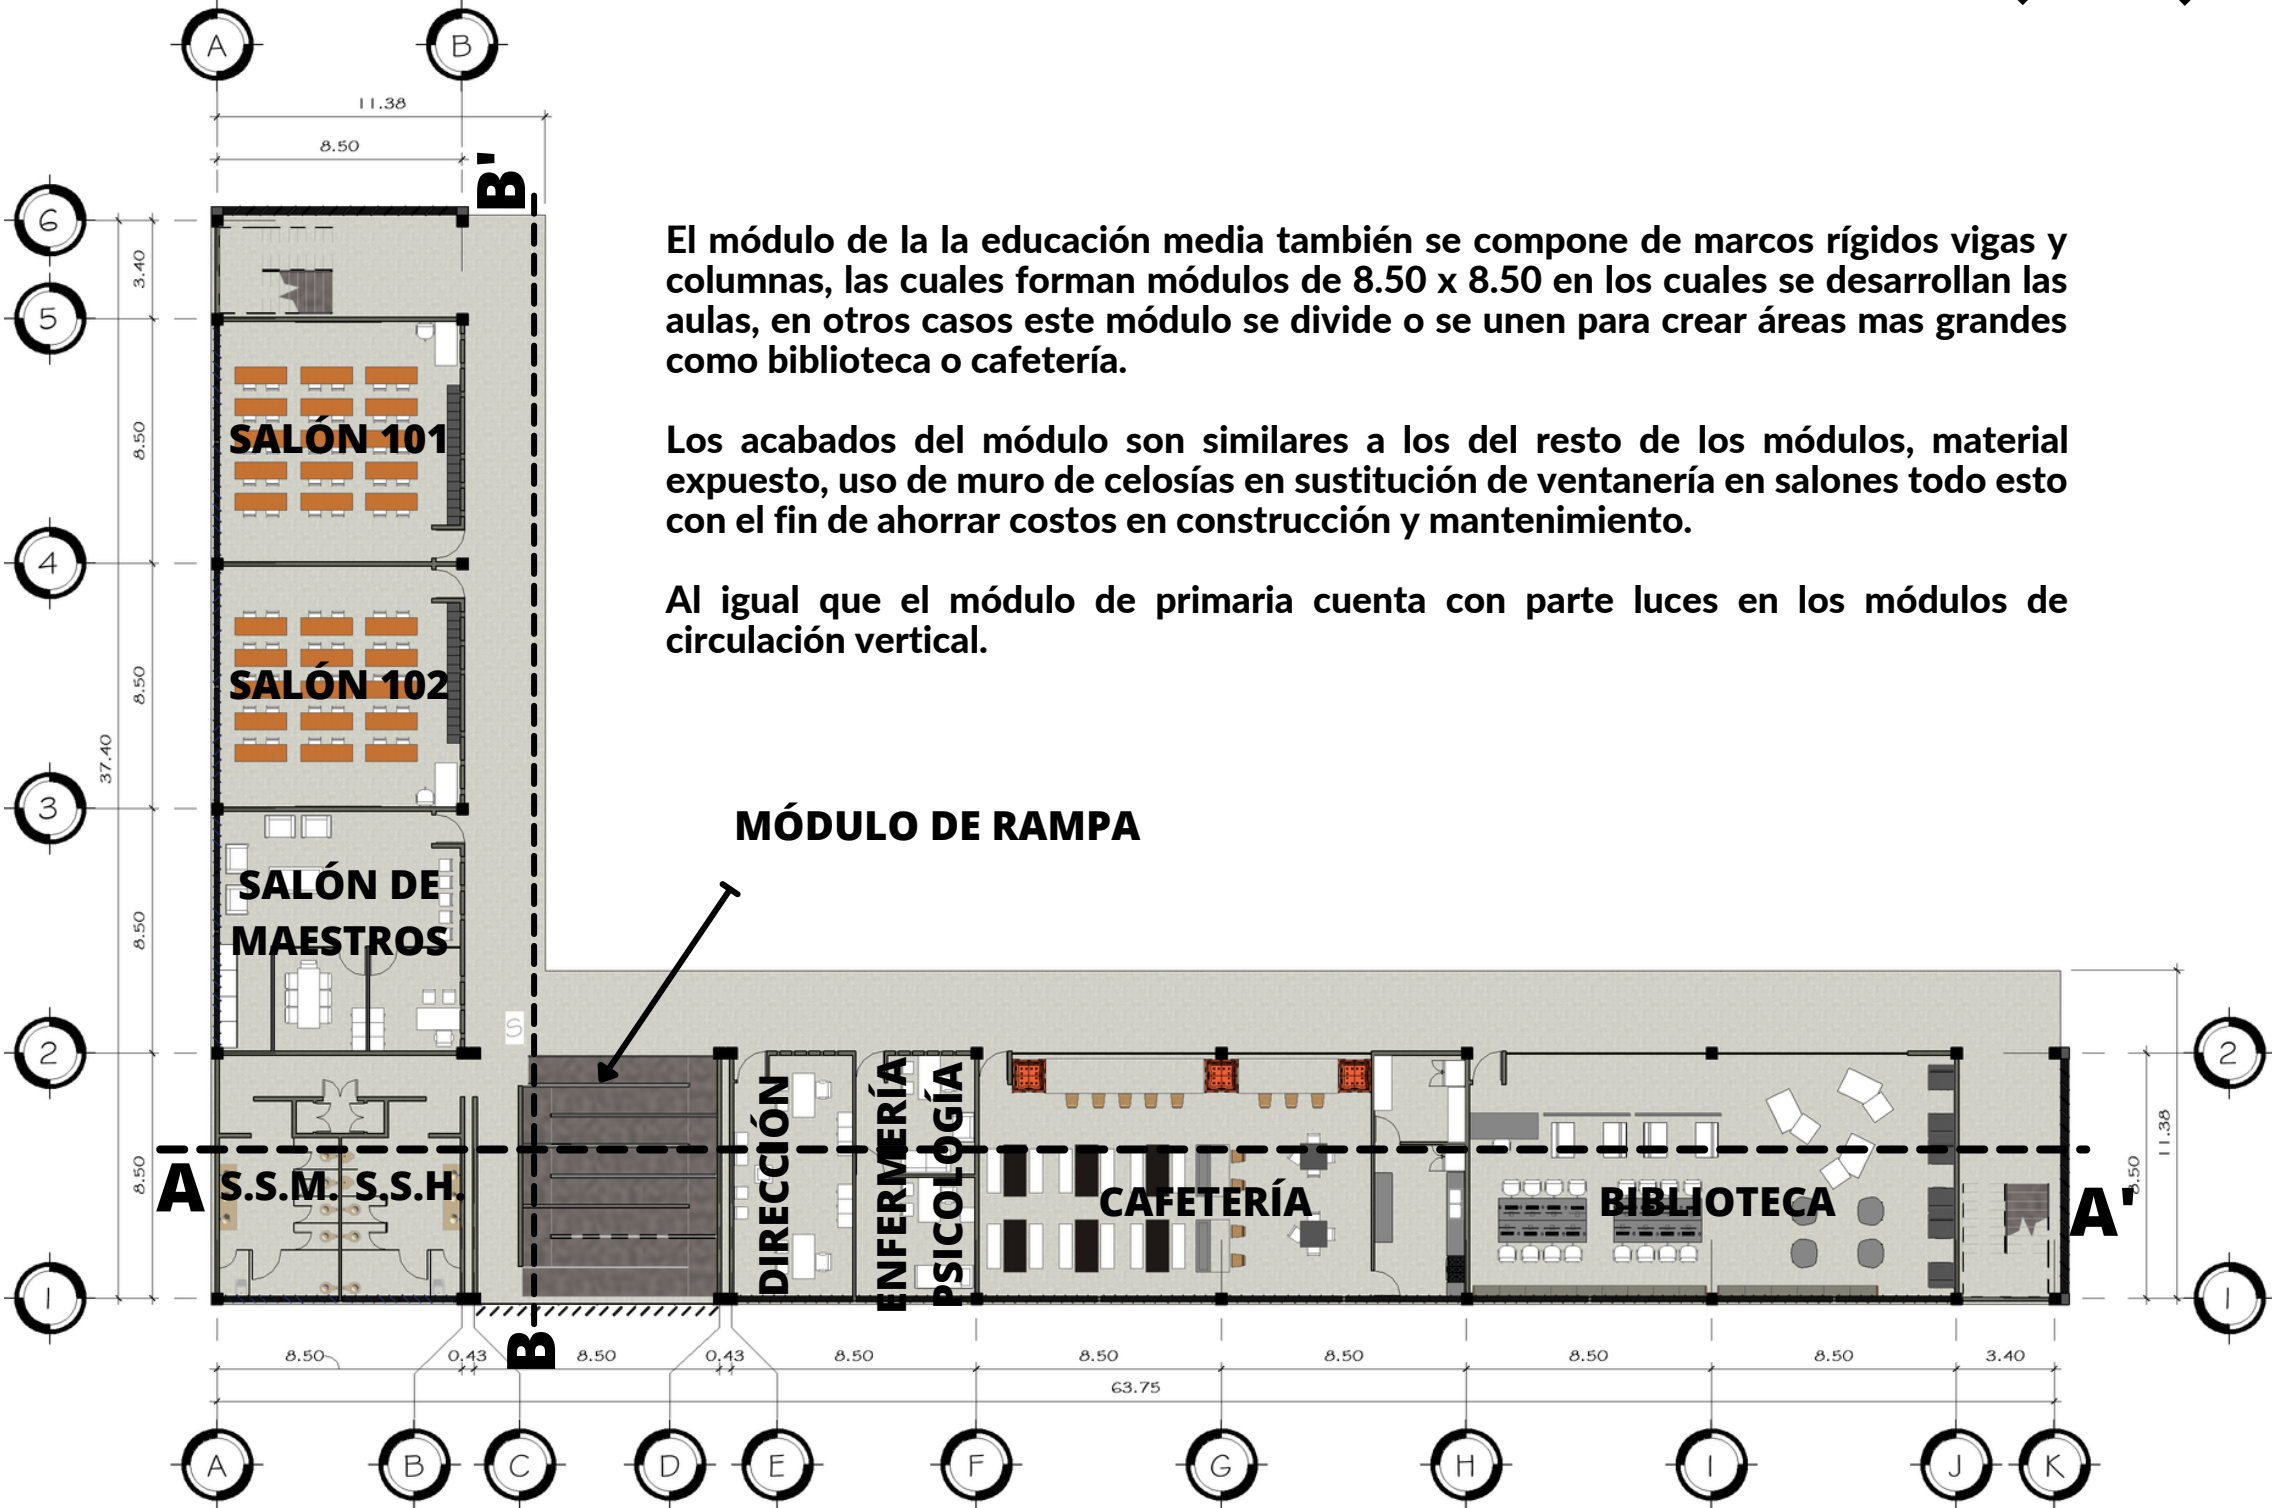 A B
11.38
8.50
B'
6
3.40
5
El módulo de la la educación media también se compone de marcos rígidos vigas y
columnas, las cuales forman módulos de 8.50 x 8.50 en los cuales se desarrollan las
aulas, en otros casos este módulo se divide o se unen para crear áreas mas grandes
como biblioteca o cafetería.
Los acabados del módulo son similares a los del resto de los módulos, material
expuesto, uso de muro de celosías en sustitución de ventanería en salones todo esto
con el fin de ahorrar costos en construcción y mantenimiento.
Al igual que el módulo de primaria cuenta con parte luces en los módulos de
circulación vertical.
8.50
SALÓN 101
4
8.50
SALÓN 102
37.40
3
MÓDULO DE RAMPA
SALÓN DE
MAESTROS
8.50
S
2
2
8.50
A
S.S.M. S.S.H.
DIRECCIÓN
ENFERMERÍA
PSICOLOGÍA
CAFETERÍA
BIBLIOTECA
A'
8.50
11.38
1
1
B
8.50 0.43 8.50 0.43 8.50 8.50 8.50 8.50 8.50 3.40
63.75
A B C D E F G H I J K